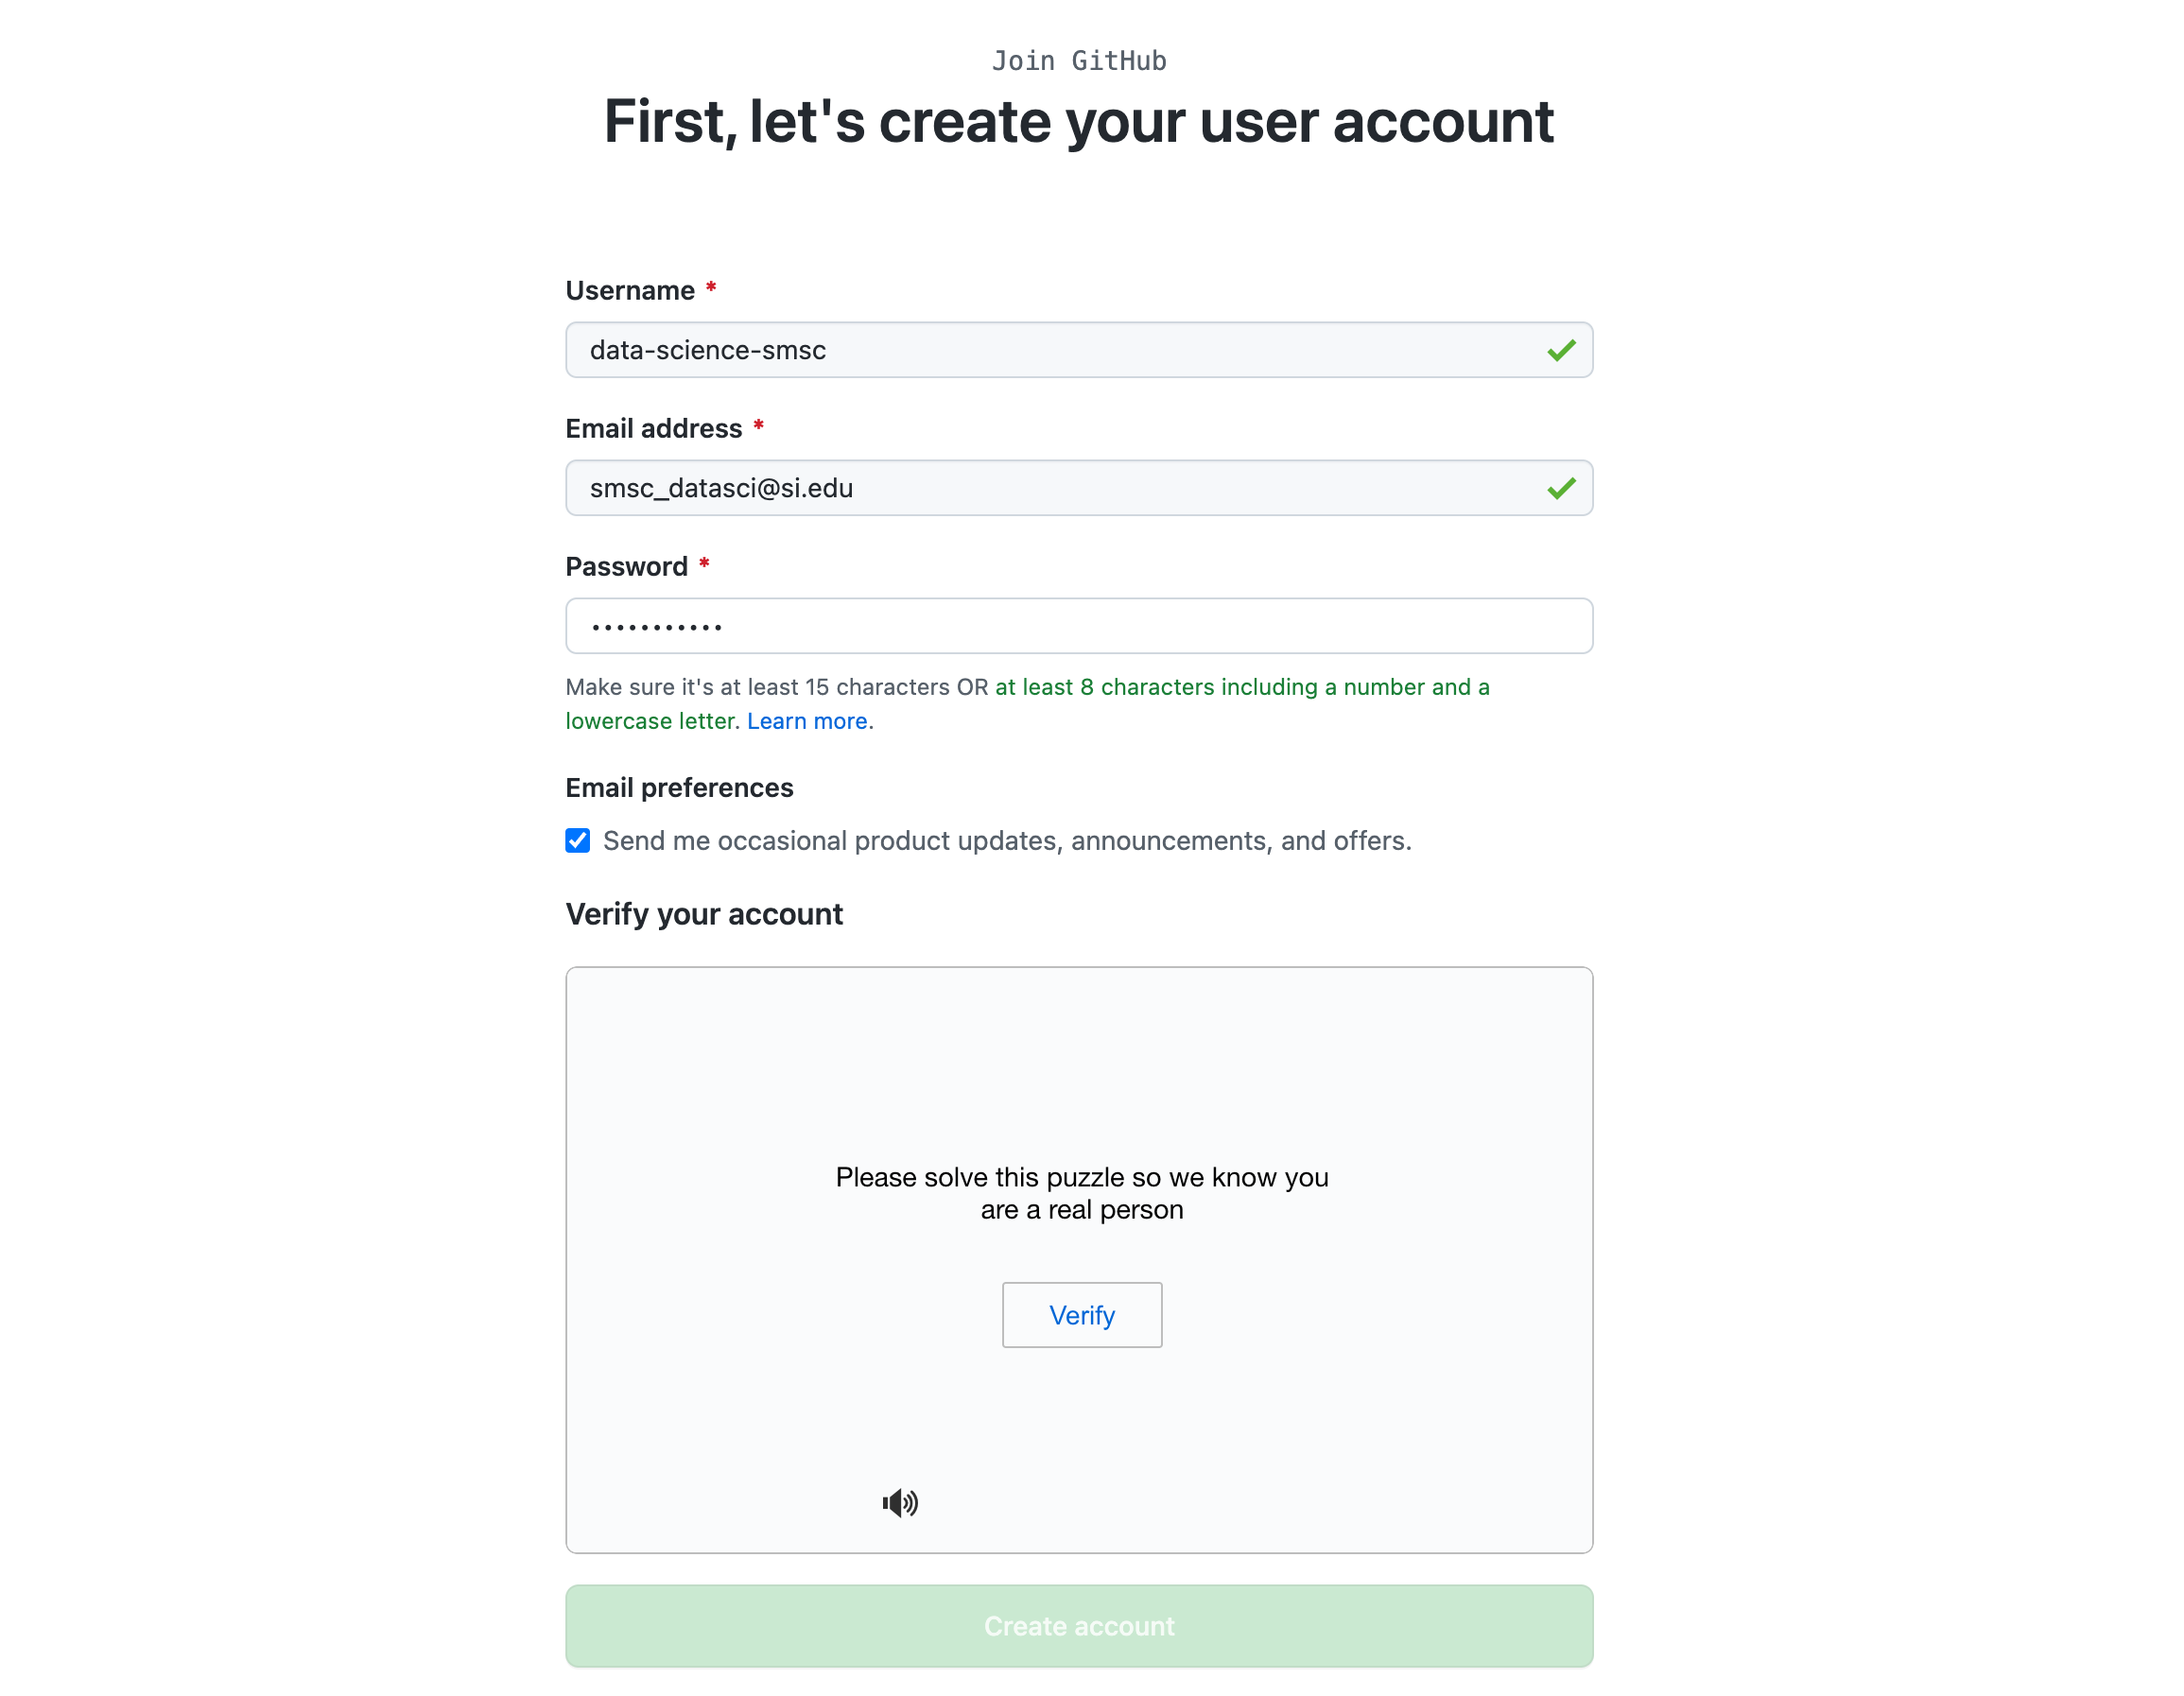 Join GitHub
First, let's create your user account
Username *
data-science-smsc
Email address *
smsc_datasci@si.edu
Password *
•••••••••••
Make sure it's at least 15 characters OR at least 8 characters including a number and a
lowercase letter. Learn more.
Email preferences
Send me occasional product updates, announcements, and offers.
Verify your account
Please solve this puzzle so we know you
are a real person
Verify
Create account